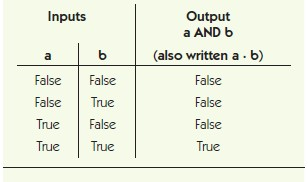 Inputs Output
a AND b
a b (also written a · b)
False False False
False True False
True False False
True True True